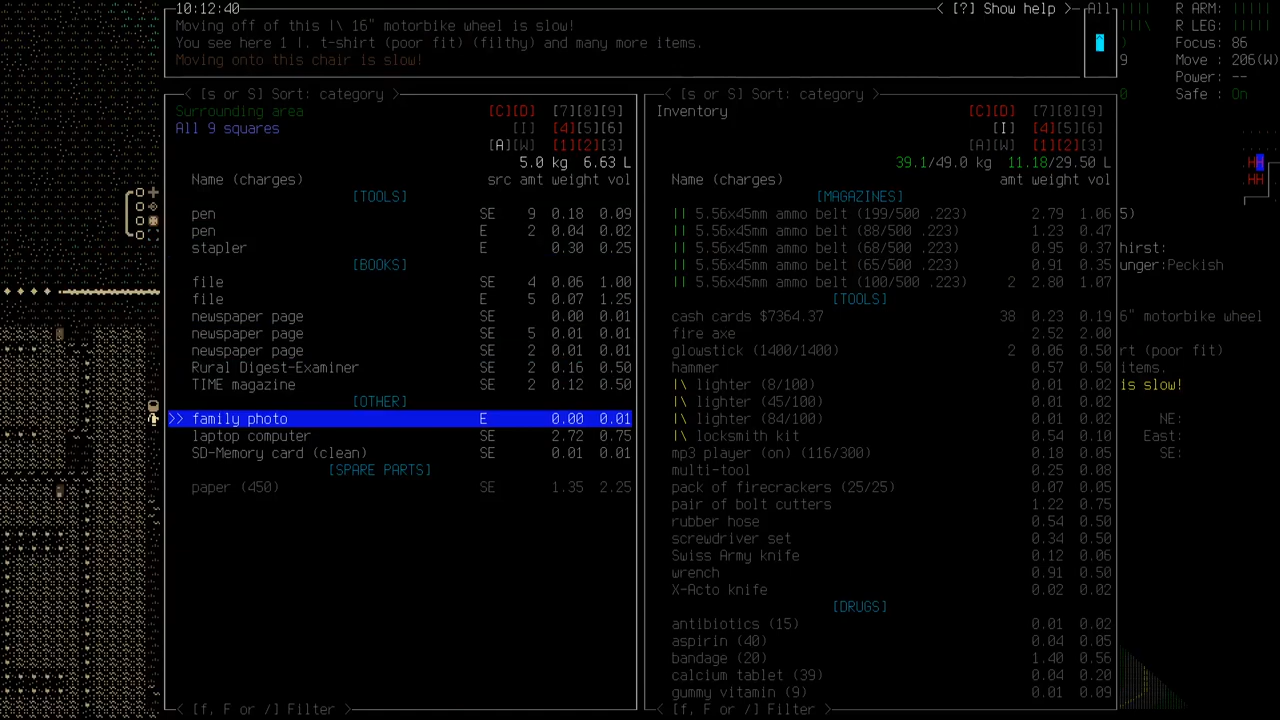 10:12:40 < [?] Show help > All R ARM:
Moving off of this |\ 16" motorbike wheel is slow! R LEG:
You see here 1 l. t-shirt (poor fit) (filthy) and many more items. Focus: 86
Moving onto this chair is slow! 9 Move : 206(W)
Power: --
0 Safe : On
< [s or S] Sort: category > < [s or S] Sort: category >
Surrounding area [C][D] [7][8][9] Inventory [C][D] [7][8][9]
All 9 squares [I] [4][5][6] [I] [4][5][6]
[A][W] [1][2][3] [A][W] [1][2][3]
5.0 kg 6.63 L 39.1/49.0 kg 11.18/29.50 L HH
Name (charges) src amt weight vol Name (charges) amt weight vol HH
[TOOLS] [MAGAZINES]
pen SE 9 0.18 0.09 || 5.56x45mm ammo belt (199/500 .223) 2.79 1.06 5)
pen E 2 0.04 0.02 || 5.56x45mm ammo belt (88/500 .223) 1.23 0.47
stapler E 0.30 0.25 || 5.56x45mm ammo belt (68/500 .223) 0.95 0.37 hirst:
[BOOKS] || 5.56x45mm ammo belt (65/500 .223) 0.91 0.35 unger:Peckish
file SE 4 0.06 1.00 || 5.56x45mm ammo belt (100/500 .223) 2 2.80 1.07
file E 5 0.07 1.25 [TOOLS]
newspaper page SE 0.00 0.01 cash cards $7364.37 38 0.23 0.19 6" motorbike wheel
newspaper page SE 5 0.01 0.01 fire axe 2.52 2.00
newspaper page SE 2 0.01 0.01 glowstick (1400/1400) 2 0.06 0.50 rt (poor fit)
Rural Digest-Examiner SE 2 0.16 0.50 hammer 0.57 0.50 items.
TIME magazine SE 2 0.12 0.50 |\ lighter (8/100) 0.01 0.02 is slow!
[OTHER] |\ lighter (45/100) 0.01 0.02
>> family photo E 0.00 0.01 |\ lighter (84/100) 0.01 0.02 NE:
laptop computer SE 2.72 0.75 |\ locksmith kit 0.54 0.10 East:
SD-Memory card (clean) SE 0.01 0.01 mp3 player (on) (116/300) 0.18 0.05 SE:
[SPARE PARTS] multi-tool 0.25 0.08
paper (450) SE 1.35 2.25 pack of firecrackers (25/25) 0.07 0.05
pair of bolt cutters 1.22 0.75
rubber hose 0.54 0.50
screwdriver set 0.34 0.50
Swiss Army knife 0.12 0.06
wrench 0.91 0.50
X-Acto knife 0.02 0.02
[DRUGS]
antibiotics (15) 0.01 0.02
aspirin (40) 0.04 0.05
bandage (20) 1.40 0.56
calcium tablet (39) 0.04 0.20
gummy vitamin (9) 0.01 0.09
< [f, F or /] Filter > < [f, F or /] Filter >